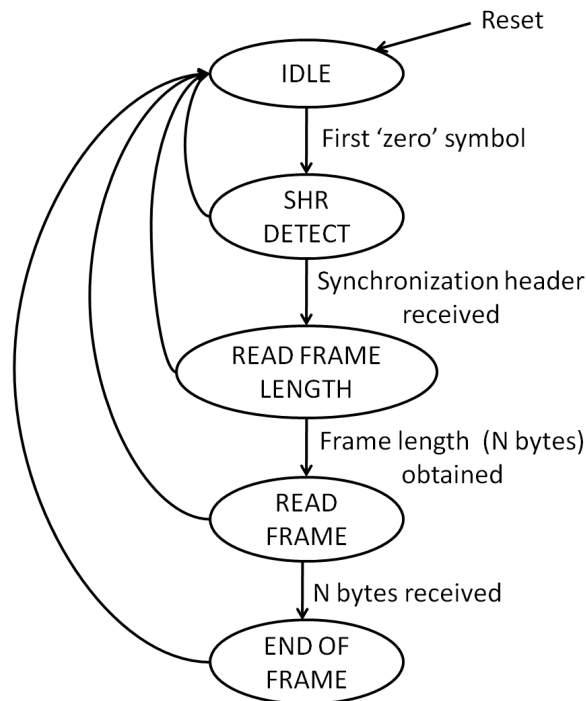 Reset
IDLE
First ‘zero’ symbol
SHR
DETECT
Synchronization header
received
READ FRAME
LENGTH
Frame length (N bytes)
obtained
READ
FRAME
N bytes received
END OF
FRAME